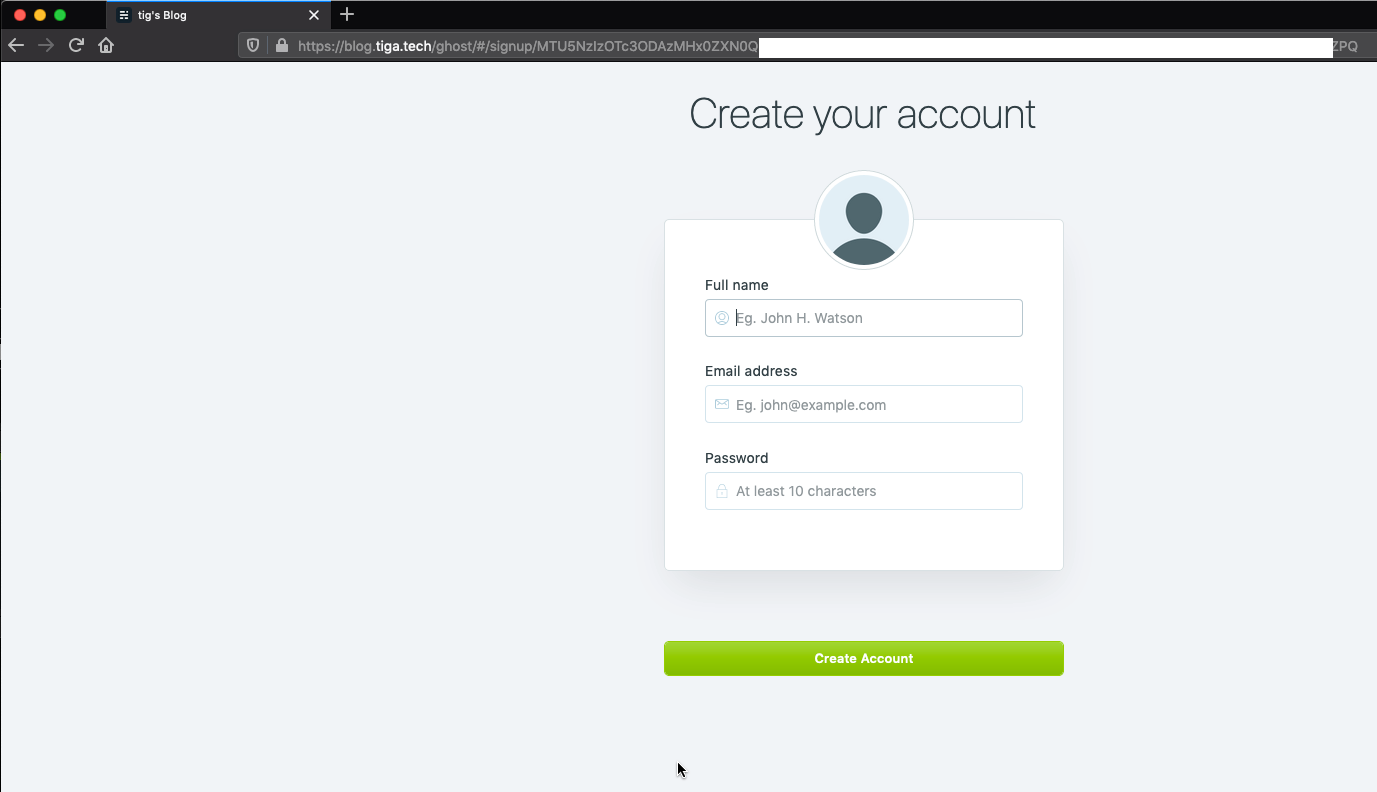 tig's Blog
https://blog.tiga.tech/ghost/#/signup/MTU5NzIzOTc3ODAzMHx0ZXN0Q ZPQ
Create your account
Full name
Eg. John H. Watson
Email address
Eg. john@example.com
Password
At least 10 characters
Create Account